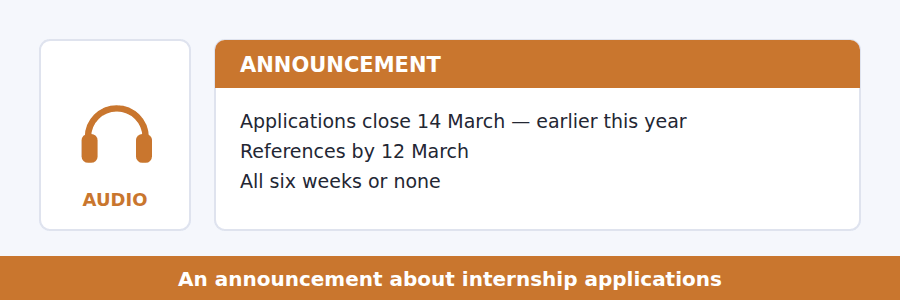 AUDIO
ANNOUNCEMENT
Applications close 14 March — earlier this year
References by 12 March
All six weeks or none
An announcement about internship applications